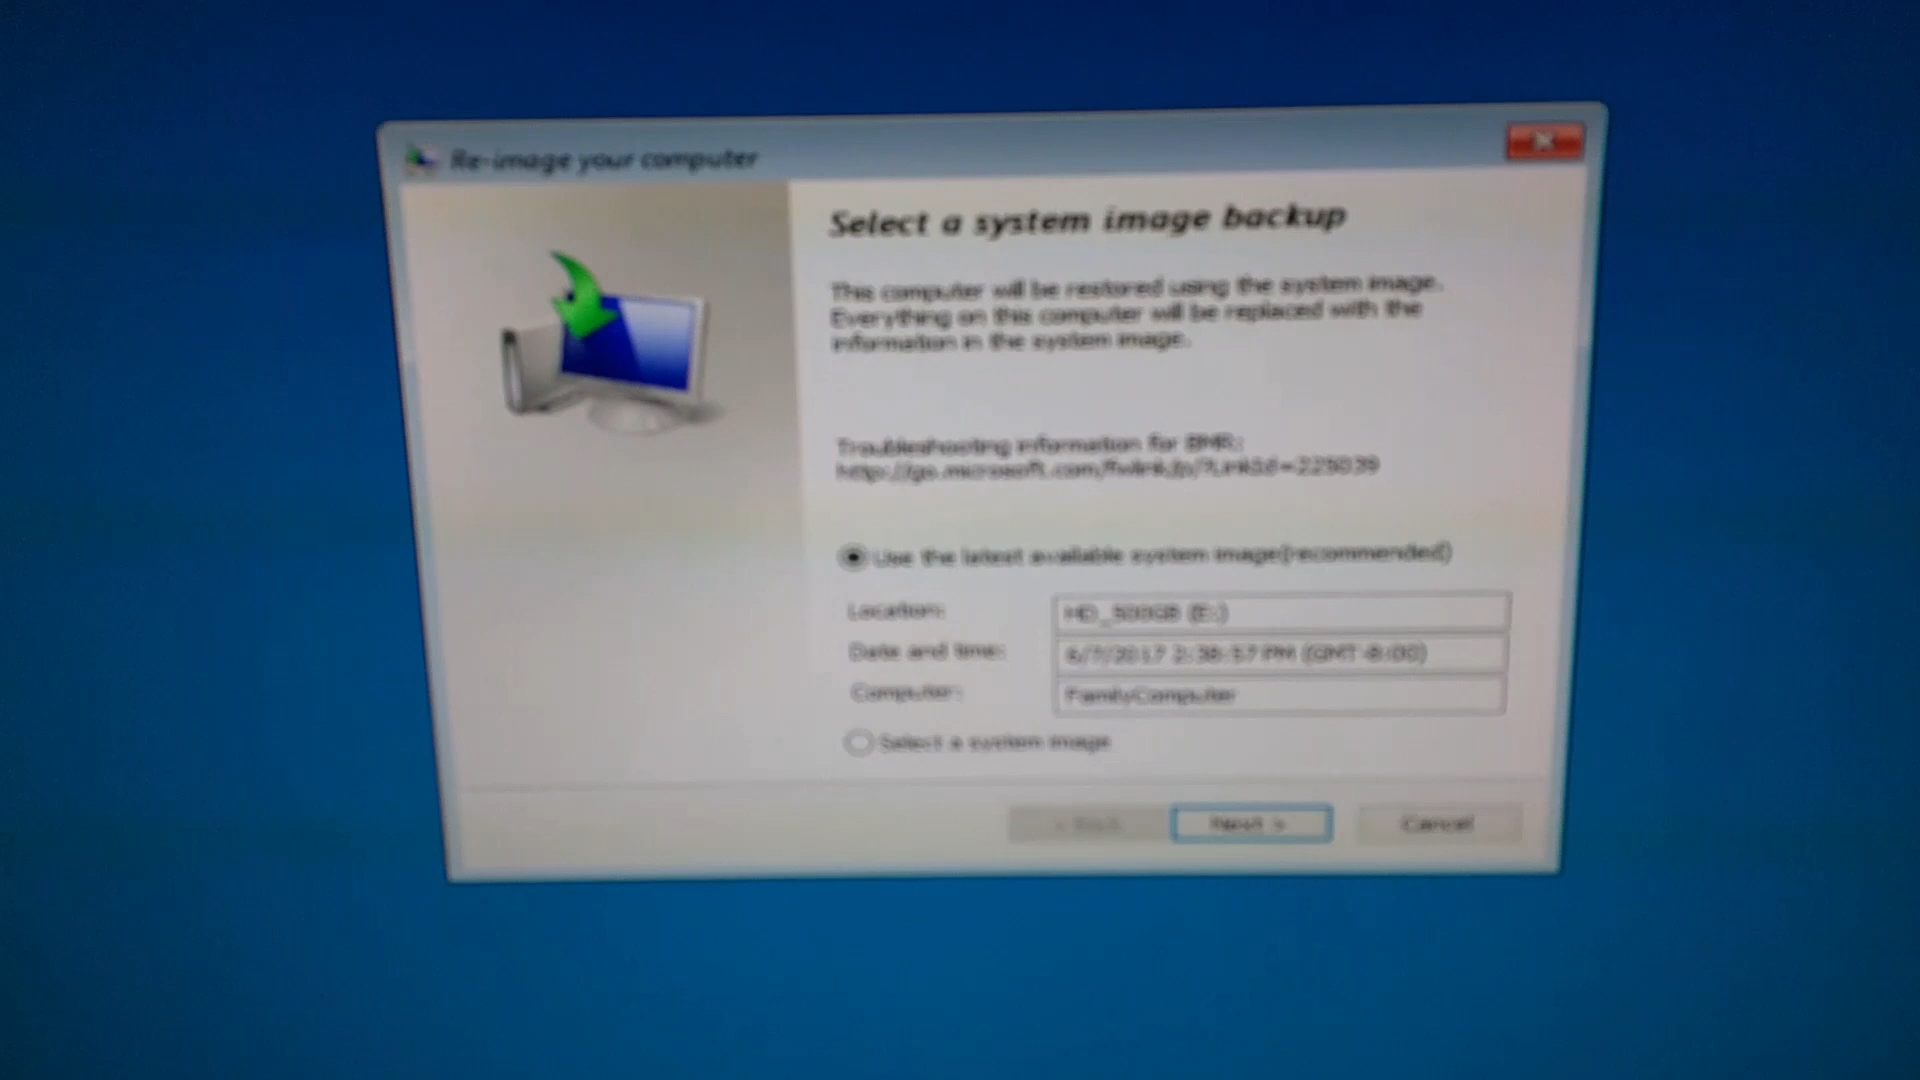 Re-image your computer
Select a system image backup
This computer will be restored using the system image.
Everything on this computer will be replaced with the
information in the system image.
Troubleshooting information for BMR:
http://go.microsoft.com/fwlink/p/?LinkId=225039
Use the latest available system image(recommended)
Location: HD_500GB (E:)
Date and time: 6/7/2017 2:38:57 PM (GMT-8:00)
Computer: FamilyComputer
Select a system image
< Back Next > Cancel